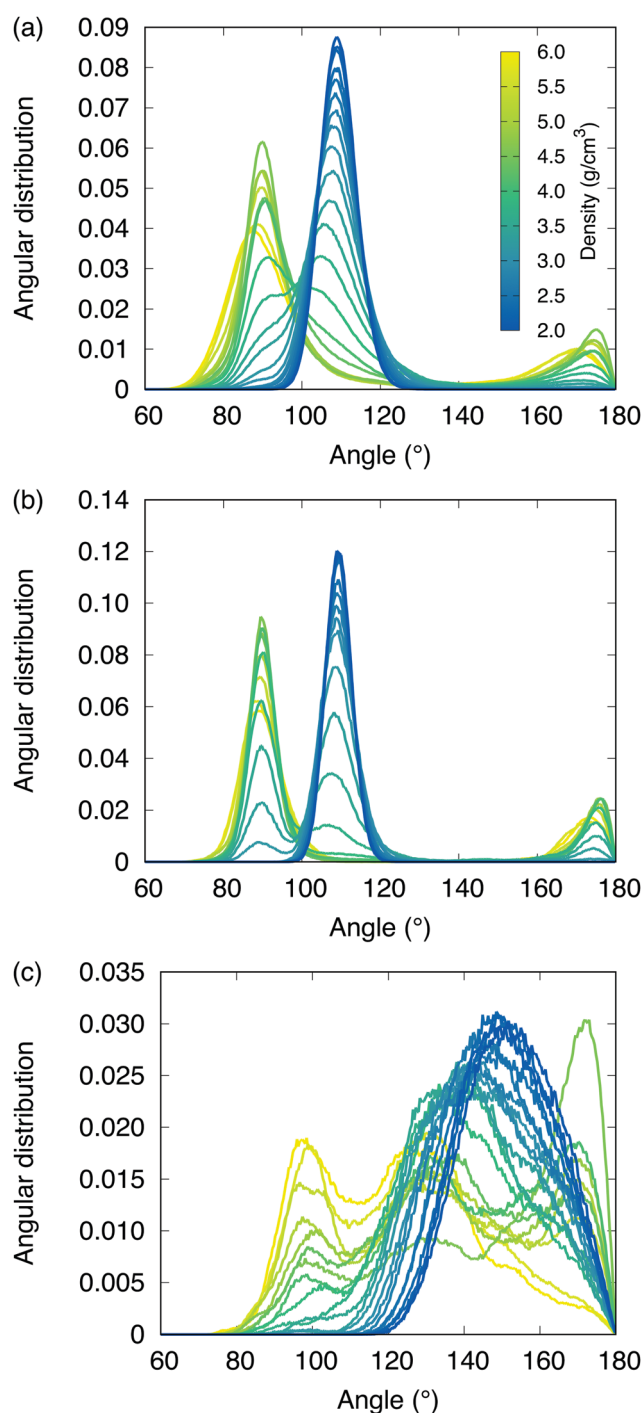 (a)
0.09
0.08
0.07
0.06
0.05
0.04
0.03
0.02
0.01
0
Angular distribution
60 80 100 120 140 160 180
Angle (°)
6.0
5.5
5.0
4.5
4.0
3.5
3.0
2.5
2.0
Density (g/cm³)
(b)
0.14
0.12
0.10
0.08
0.06
0.04
0.02
0
Angular distribution
60 80 100 120 140 160 180
Angle (°)
(c)
0.035
0.030
0.025
0.020
0.015
0.010
0.005
0
Angular distribution
60 80 100 120 140 160 180
Angle (°)